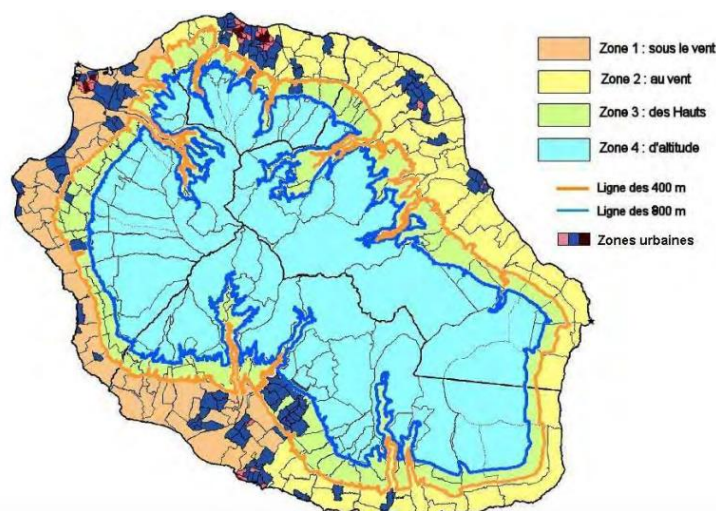 Zone 1 : sous le vent
Zone 2 : au vent
Zone 3 : des Hauts
Zone 4 : d'altitude
Ligne des 400 m
Ligne des 800 m
Zones urbaines